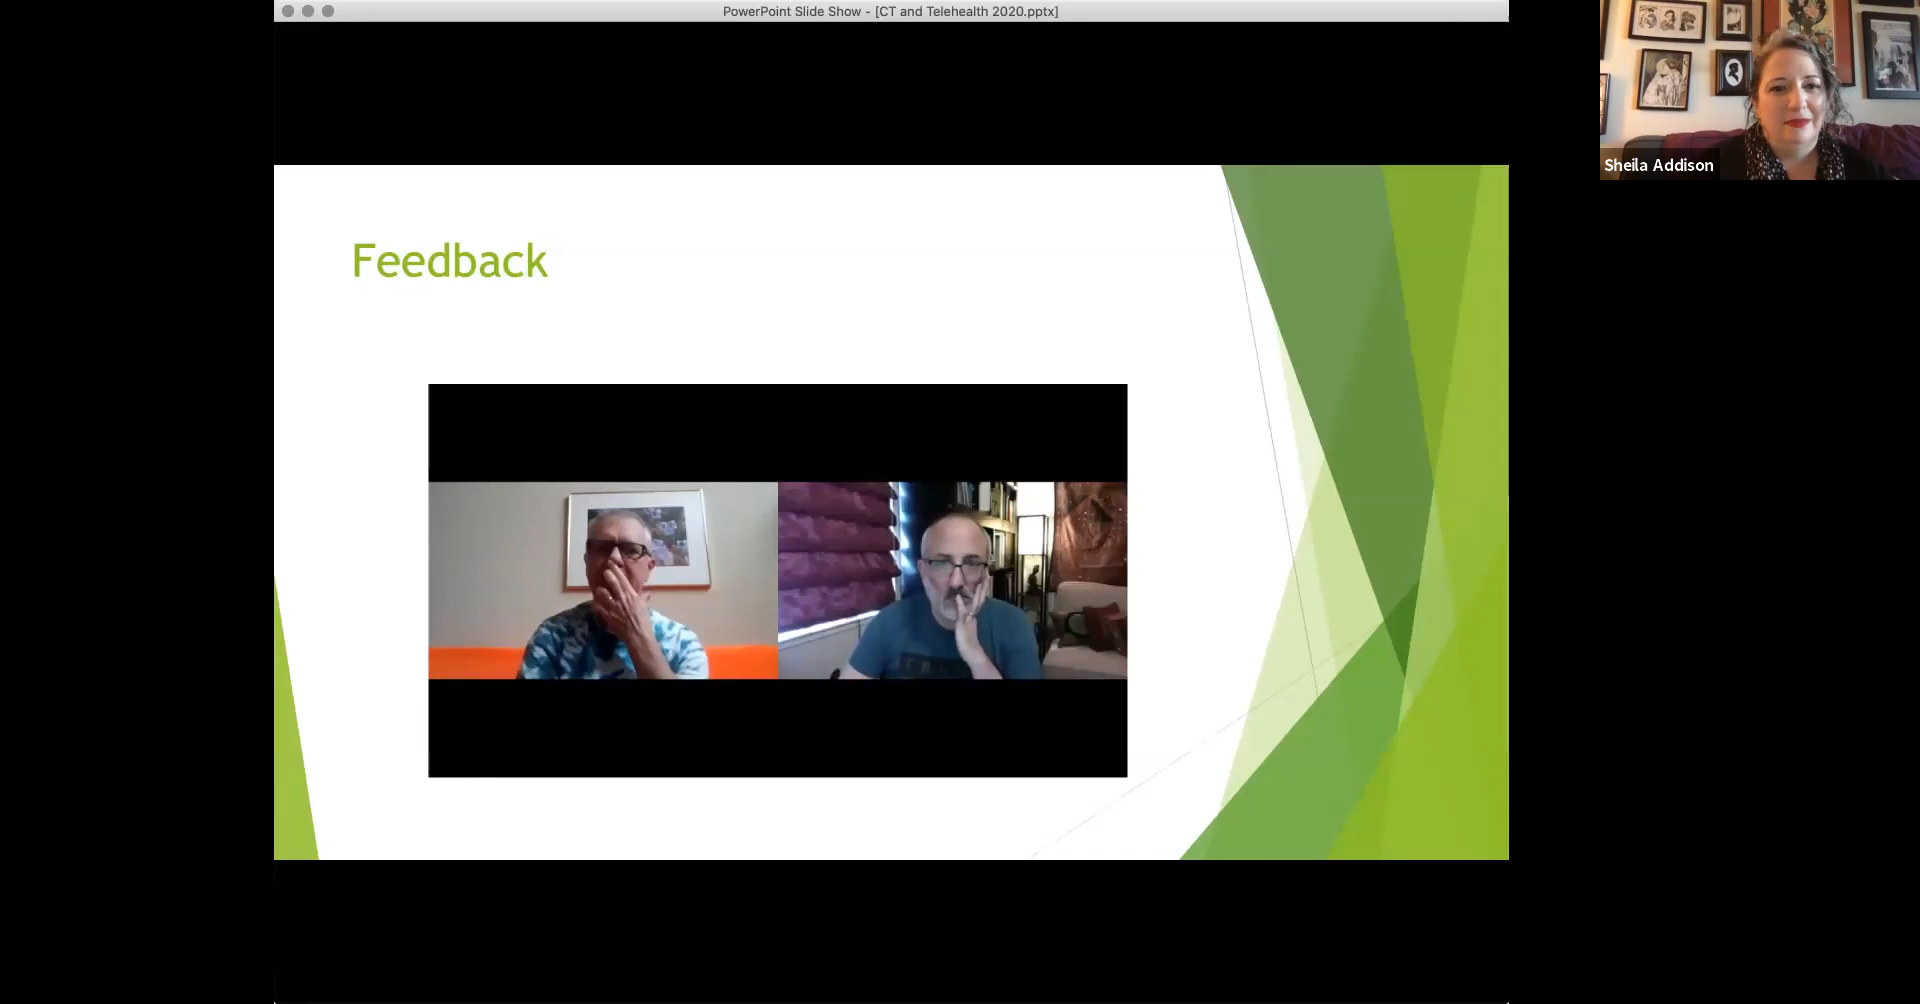 PowerPoint Slide Show - [CT and Telehealth 2020.pptx]
Sheila Addison
Feedback